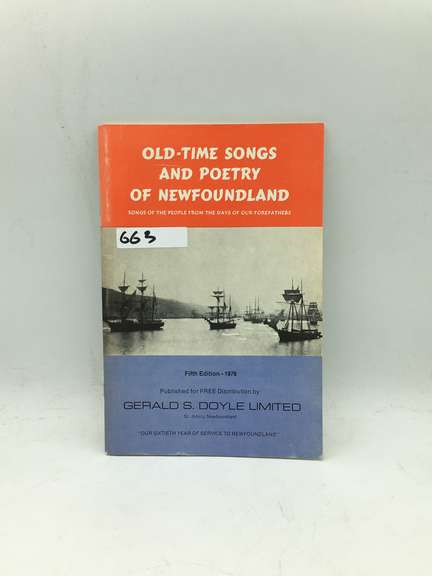 OLD-TIME SONGS
AND POETRY
OF NEWFOUNDLAND
SONGS OF THE PEOPLE FROM THE DAYS OF OUR FOREFATHERS
663
Fifth Edition - 1978
Published for FREE Distribution by
GERALD S. DOYLE LIMITED
St. John's, Newfoundland
"OUR SIXTIETH YEAR OF SERVICE TO NEWFOUNDLAND"